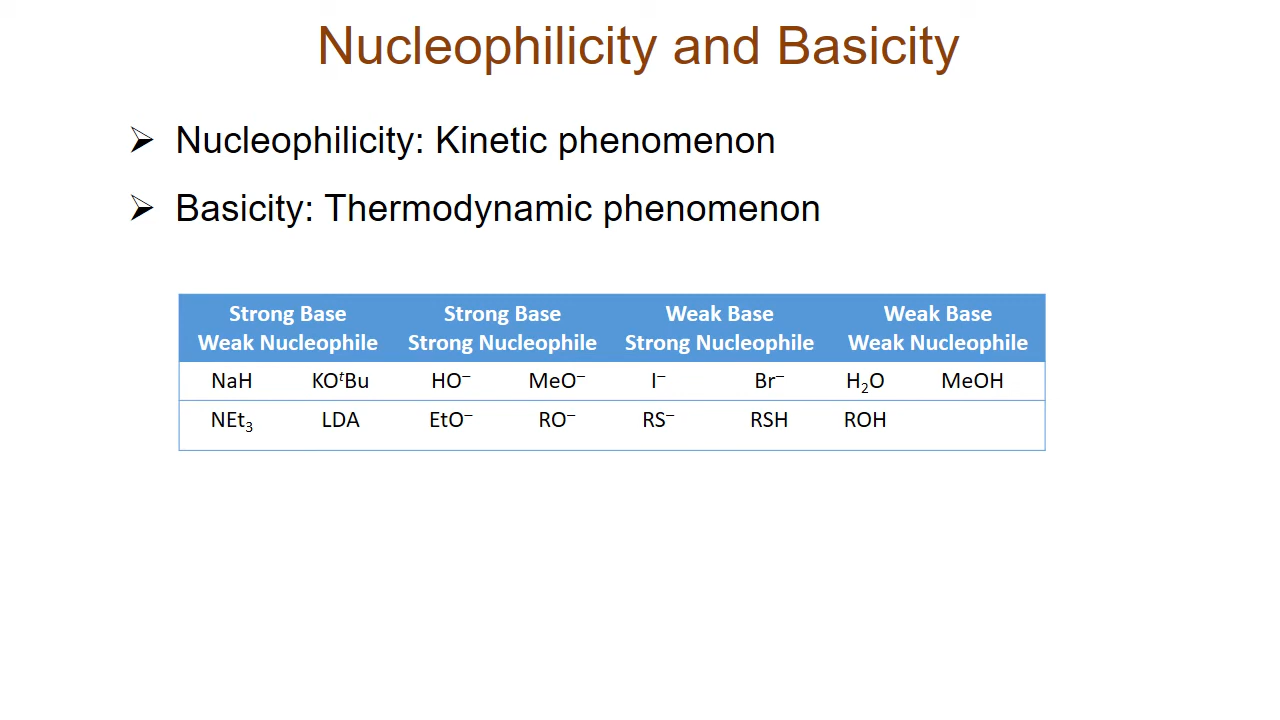 Nucleophilicity and Basicity
➢ Nucleophilicity: Kinetic phenomenon
➢ Basicity: Thermodynamic phenomenon
Strong Base Strong Base Weak Base Weak Base
Weak Nucleophile Strong Nucleophile Strong Nucleophile Weak Nucleophile
NaH KOᵗBu HO⁻ MeO⁻ I⁻ Br⁻ H₂O MeOH
NEt₃ LDA EtO⁻ RO⁻ RS⁻ RSH ROH